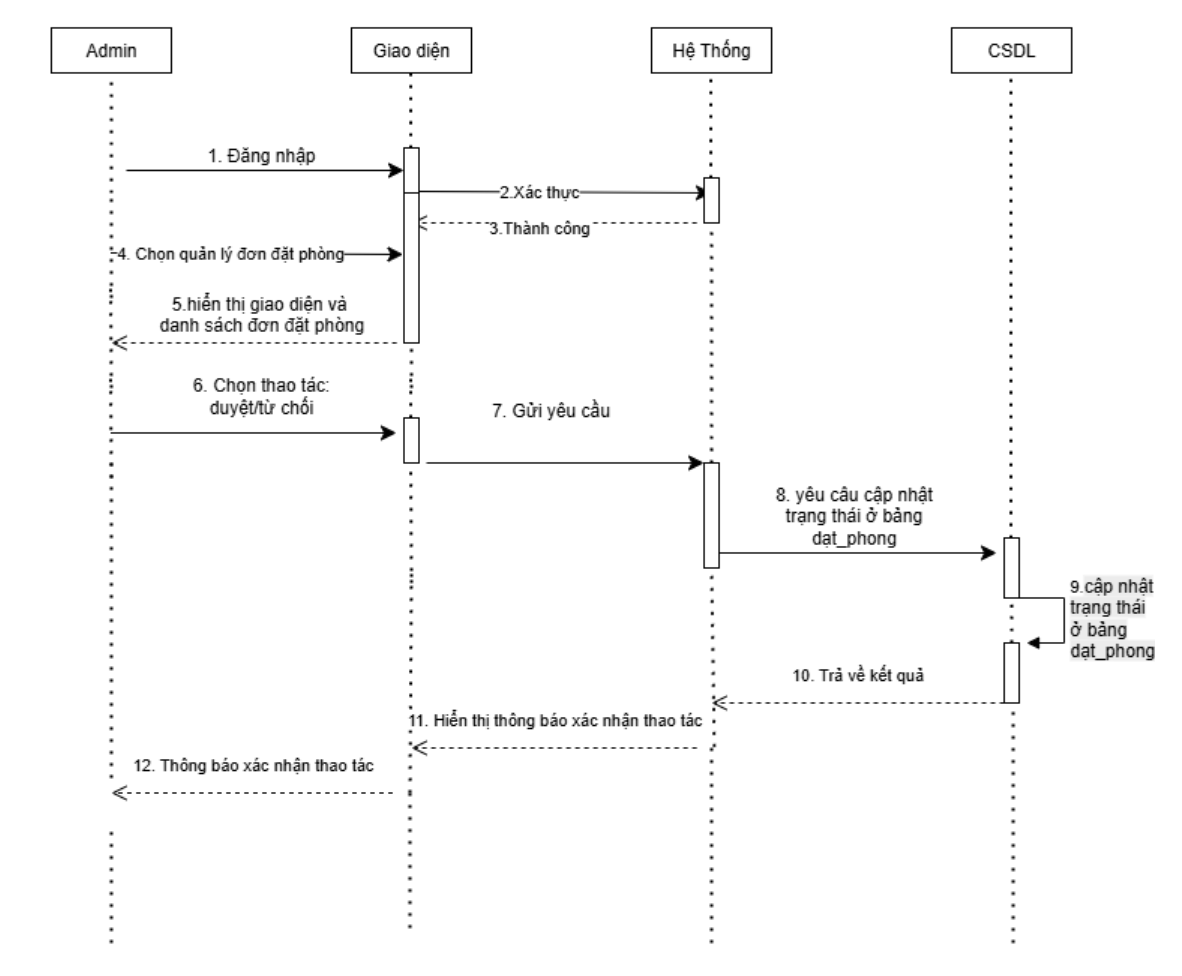 Admin
Giao diện
Hệ Thống
CSDL
1. Đăng nhập
2.Xác thực
3.Thành công
4. Chọn quản lý đơn đặt phòng
5.hiển thị giao diện và
danh sách đơn đặt phòng
6. Chọn thao tác:
duyệt/từ chối
7. Gửi yêu cầu
8. yêu câu cập nhật
trạng thái ở bảng
dạt_phong
9.cập nhật
trạng thái
ở bảng
dạt_phong
10. Trả về kết quả
11. Hiển thị thông báo xác nhận thao tác
12. Thông báo xác nhận thao tác